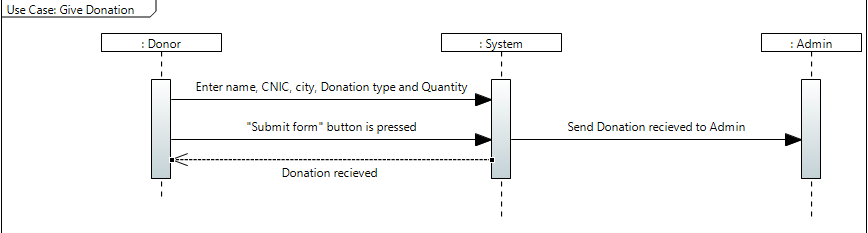 Use Case: Give Donation
: Donor
: System
: Admin
Enter name, CNIC, city, Donation type and Quantity
"Submit form" button is pressed
Send Donation recieved to Admin
Donation recieved